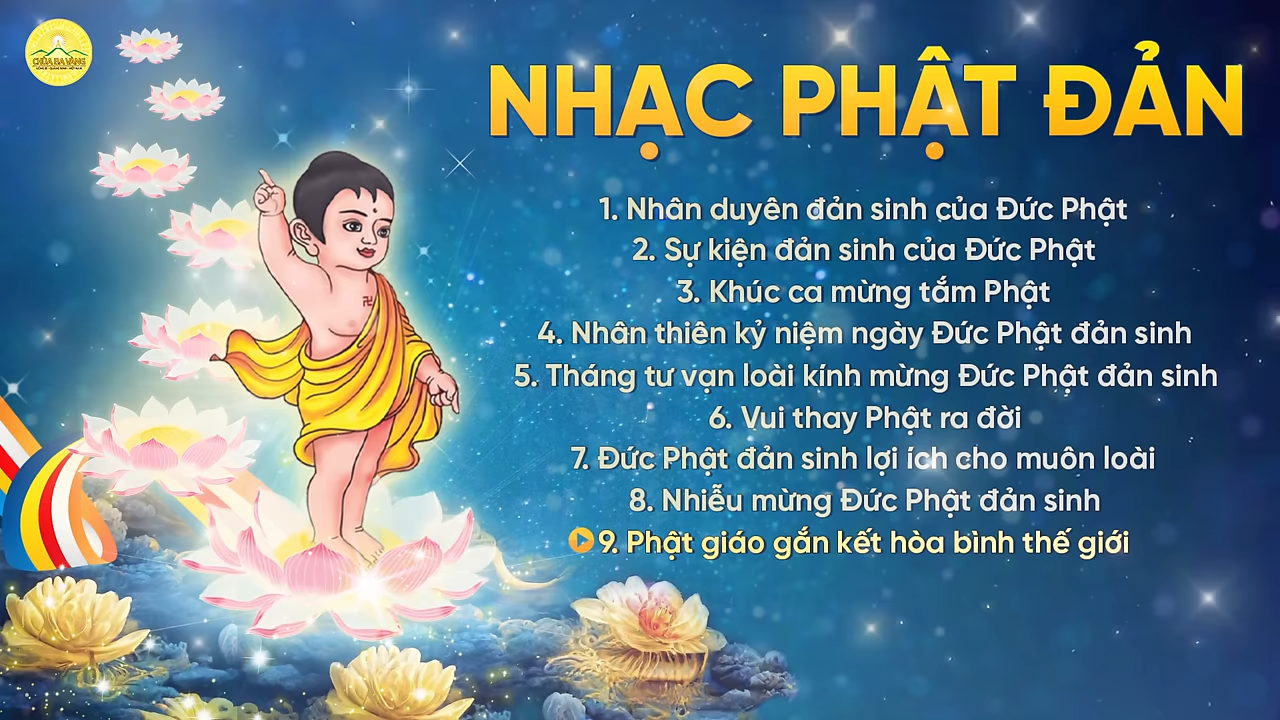 CHÙA BA VÀNG
NHẠC PHẬT ĐẢN
1. Nhân duyên đản sinh của Đức Phật
2. Sự kiện đản sinh của Đức Phật
3. Khúc ca mừng tắm Phật
4. Nhân thiên kỷ niệm ngày Đức Phật đản sinh
5. Tháng tư vạn loài kính mừng Đức Phật đản sinh
6. Vui thay Phật ra đời
7. Đức Phật đản sinh lợi ích cho muôn loài
8. Nhiễu mừng Đức Phật đản sinh
9. Phật giáo gắn kết hòa bình thế giới